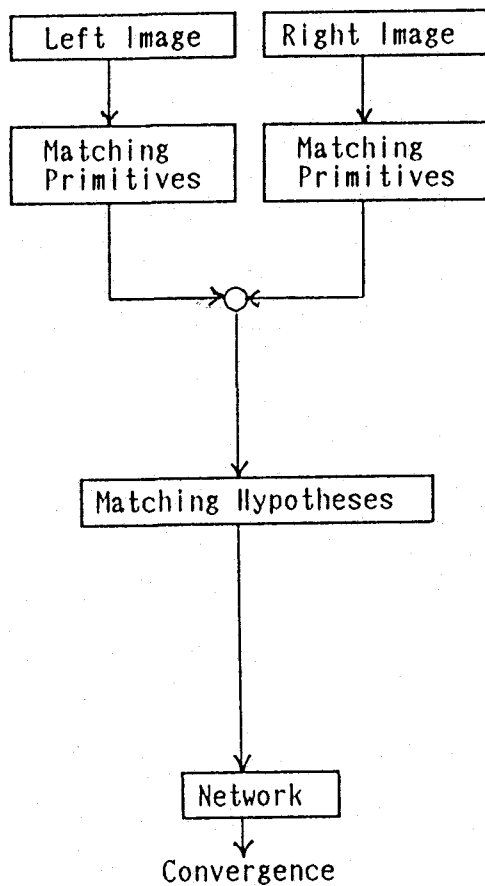 Left Image
Right Image
Matching
Primitives
Matching
Primitives
Matching Hypotheses
Network
Convergence